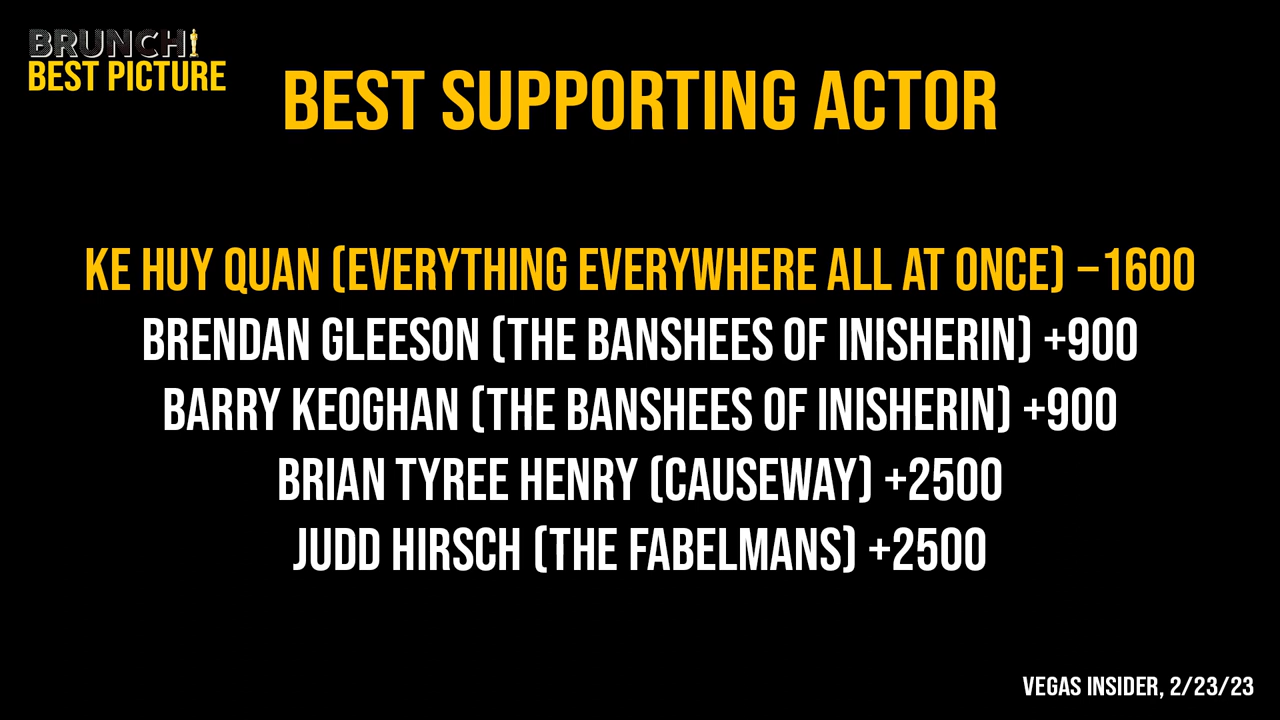 BRUNCH!
BEST PICTURE
BEST SUPPORTING ACTOR
KE HUY QUAN (EVERYTHING EVERYWHERE ALL AT ONCE) −1600
BRENDAN GLEESON (THE BANSHEES OF INISHERIN) +900
BARRY KEOGHAN (THE BANSHEES OF INISHERIN) +900
BRIAN TYREE HENRY (CAUSEWAY) +2500
JUDD HIRSCH (THE FABELMANS) +2500
VEGAS INSIDER, 2/23/23